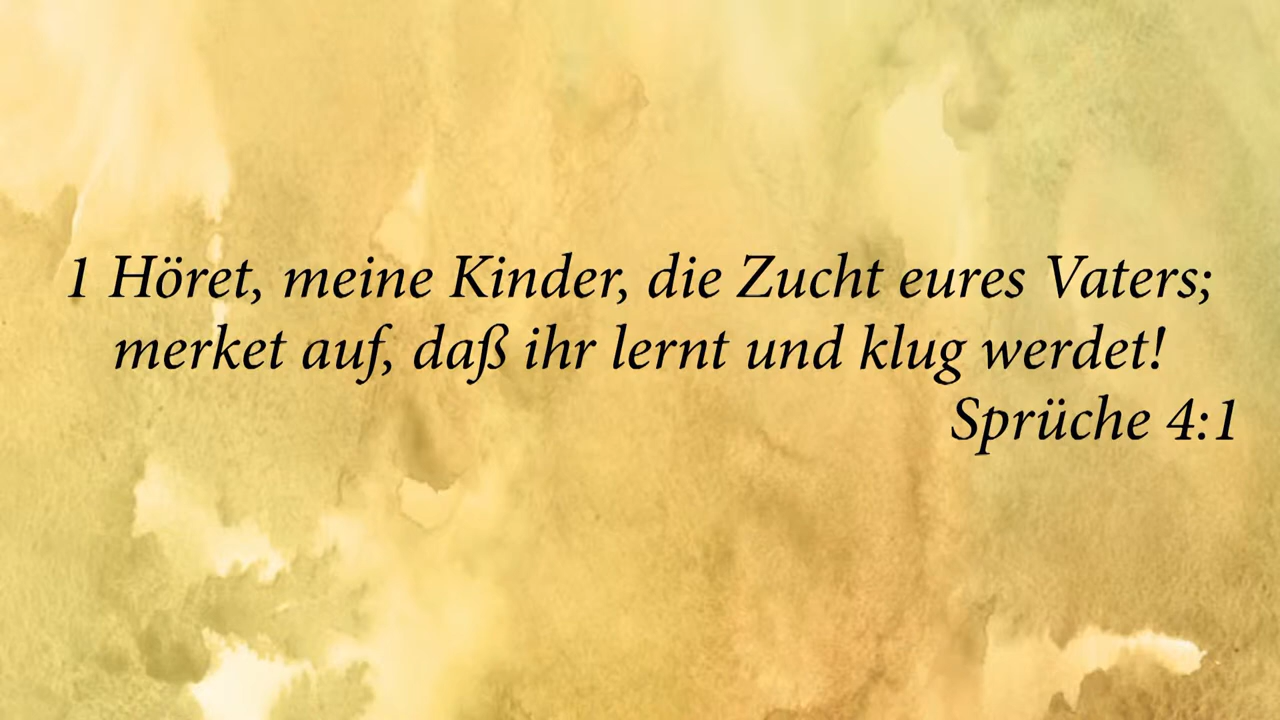 1 Höret, meine Kinder, die Zucht eures Vaters;
merket auf, daß ihr lernt und klug werdet!
Sprüche 4:1